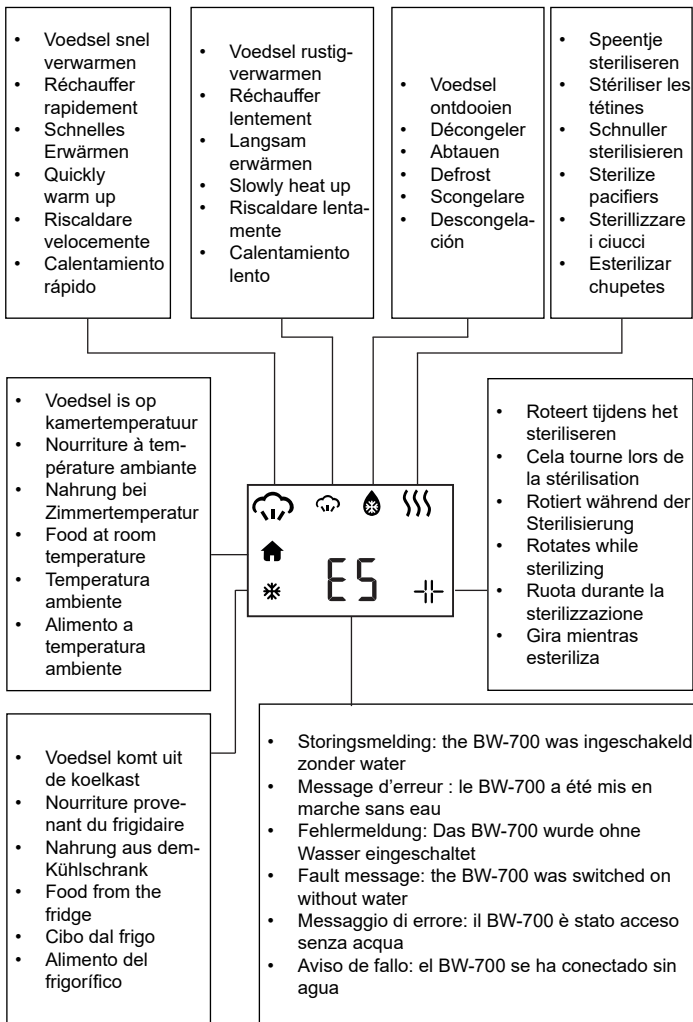 • Voedsel snel
verwarmen
• Réchauffer
rapidement
• Schnelles
Erwärmen
• Quickly
warm up
• Riscaldare
velocemente
• Calentamiento
rápido
• Voedsel rustig-
verwarmen
• Réchauffer
lentement
• Langsam
erwärmen
• Slowly heat up
• Riscaldare lenta-
mente
• Calentamiento
lento
• Voedsel
ontdooien
• Décongeler
• Abtauen
• Defrost
• Scongelare
• Descongela-
ción
• Speentje
steriliseren
• Stériliser les
tétines
• Schnuller
sterilisieren
• Sterilize
pacifiers
• Sterillizzare
i ciucci
• Esterilizar
chupetes
• Voedsel is op
kamertemperatuur
• Nourriture à tem-
pérature ambiante
• Nahrung bei
Zimmertemperatur
• Food at room
temperature
• Temperatura
ambiente
• Alimento a
temperatura
ambiente
E5
• Roteert tijdens het
steriliseren
• Cela tourne lors de
la stérilisation
• Rotiert während der
Sterilisierung
• Rotates while
sterilizing
• Ruota durante la
sterilizzazione
• Gira mientras
esteriliza
• Voedsel komt uit
de koelkast
• Nourriture prove-
nant du frigidaire
• Nahrung aus dem-
Kühlschrank
• Food from the
fridge
• Cibo dal frigo
• Alimento del
frigorífico
• Storingsmelding: the BW-700 was ingeschakeld
zonder water
• Message d’erreur : le BW-700 a été mis en
marche sans eau
• Fehlermeldung: Das BW-700 wurde ohne
Wasser eingeschaltet
• Fault message: the BW-700 was switched on
without water
• Messaggio di errore: il BW-700 è stato acceso
senza acqua
• Aviso de fallo: el BW-700 se ha conectado sin
agua